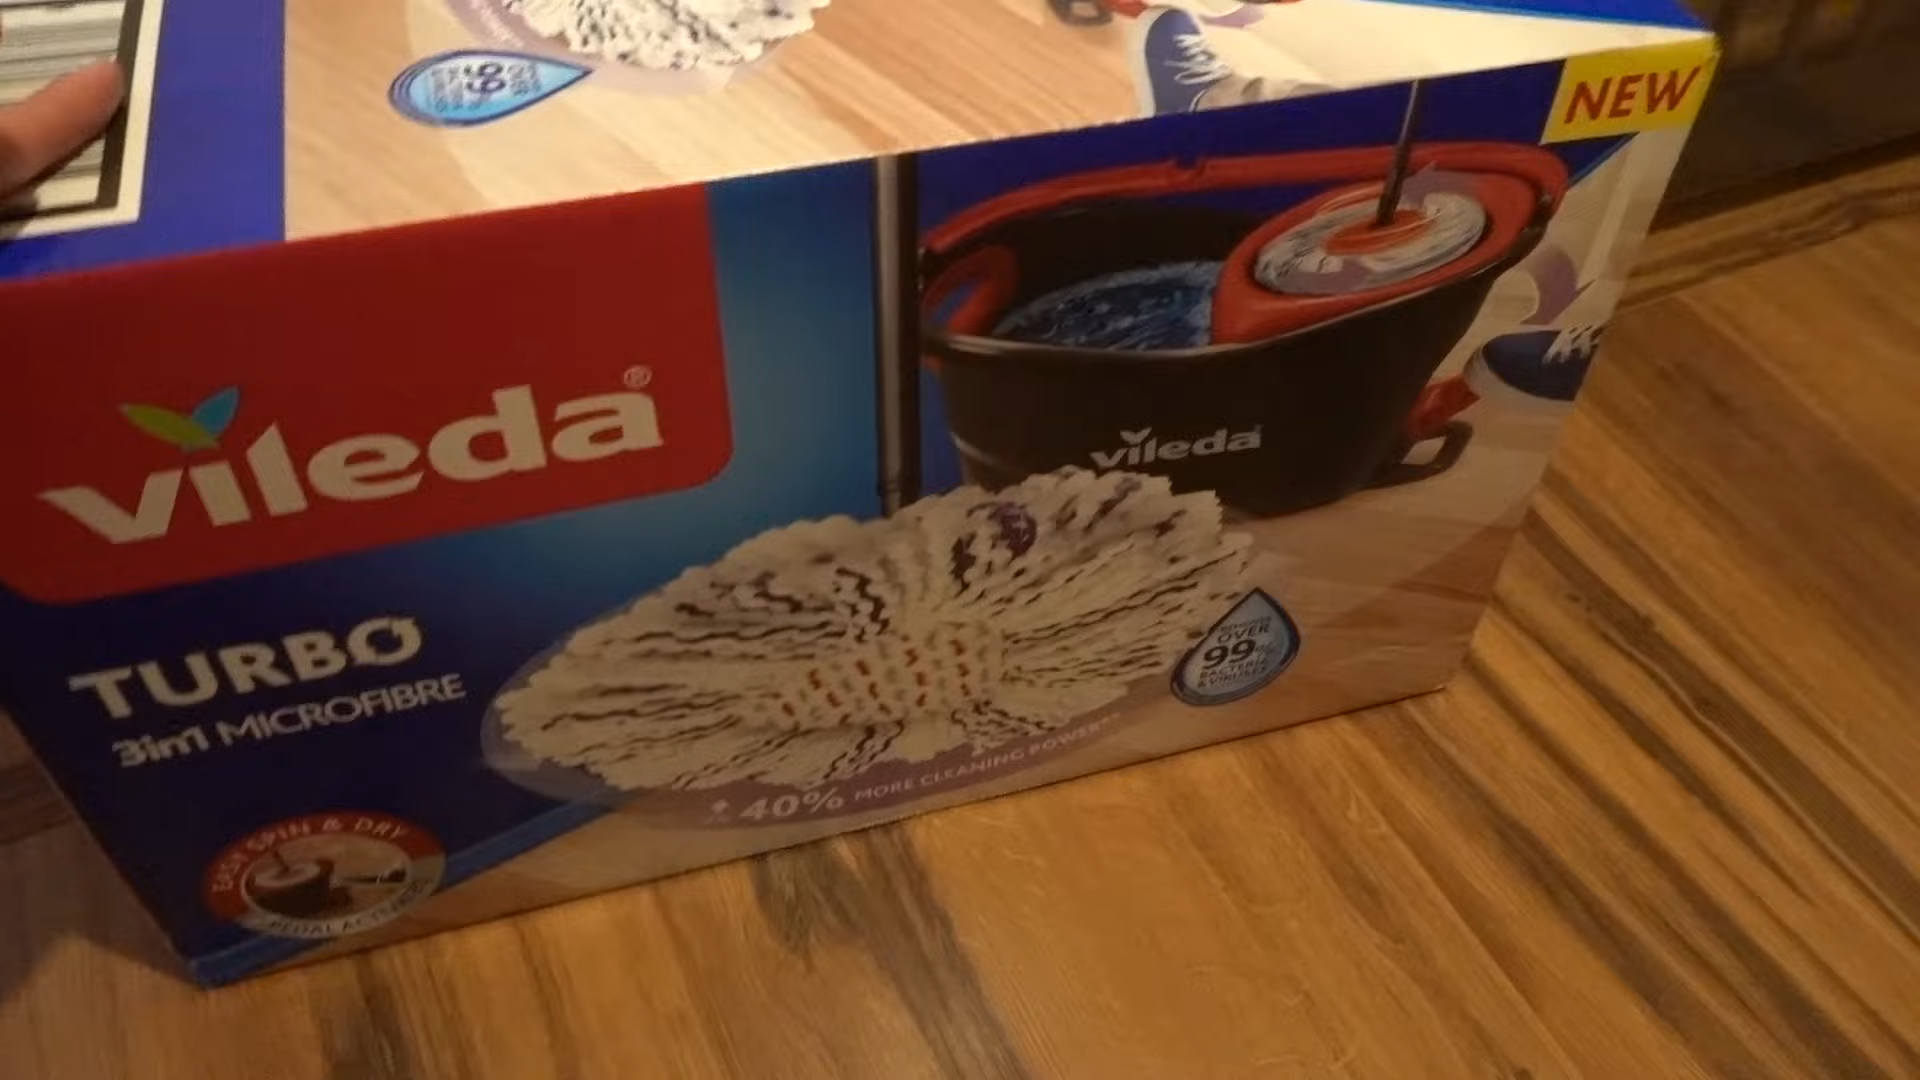 NEW
vileda®
vileda
TURBO
3in1 MICROFIBRE
REMOVES
OVER
99%
BACTERIA
& VIRUSES
+40% MORE CLEANING POWER**
EASY SPIN & DRY